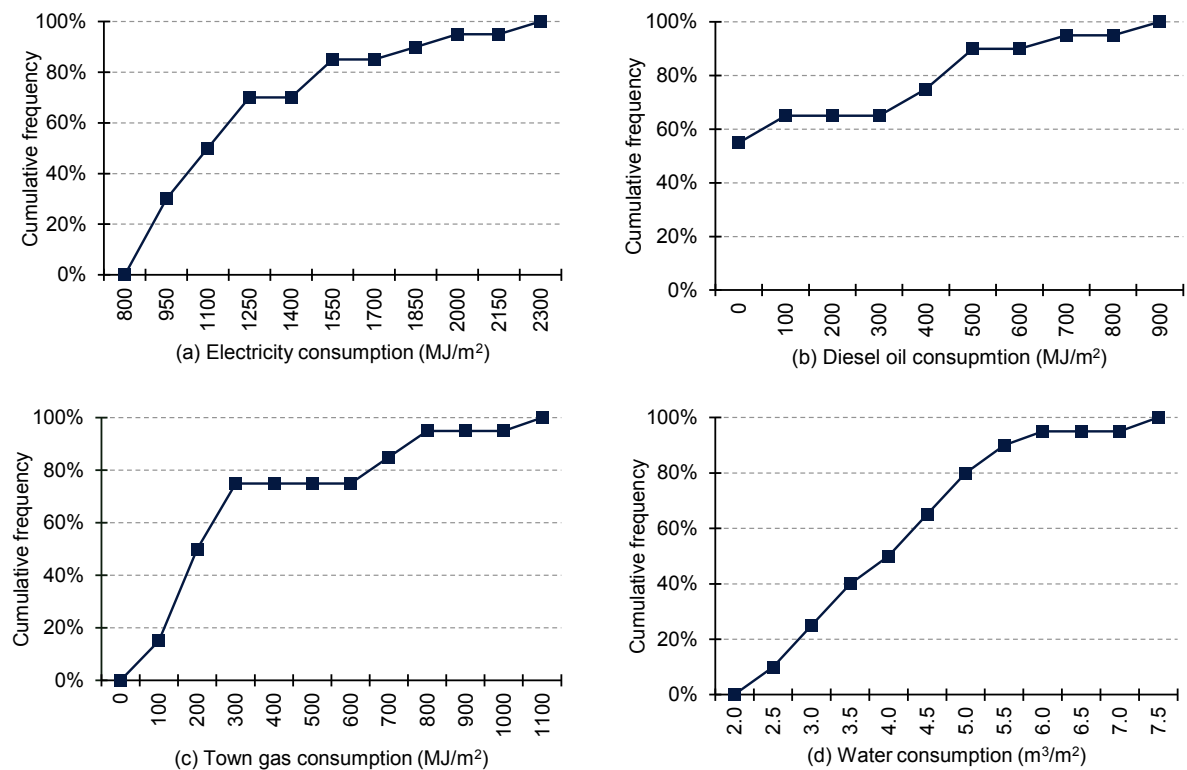 100%
80%
60%
40%
20%
0%
Cumulative frequency
800 950 1100 1250 1400 1550 1700 1850 2000 2150 2300
(a) Electricity consumption (MJ/m²)
100%
80%
60%
40%
20%
0%
Cumulative frequency
0 100 200 300 400 500 600 700 800 900
(b) Diesel oil consupmtion (MJ/m²)
100%
80%
60%
40%
20%
0%
Cumulative frequency
0 100 200 300 400 500 600 700 800 900 1000 1100
(c) Town gas consumption (MJ/m²)
100%
80%
60%
40%
20%
0%
Cumulative frequency
2.0 2.5 3.0 3.5 4.0 4.5 5.0 5.5 6.0 6.5 7.0 7.5
(d) Water consumption (m³/m²)